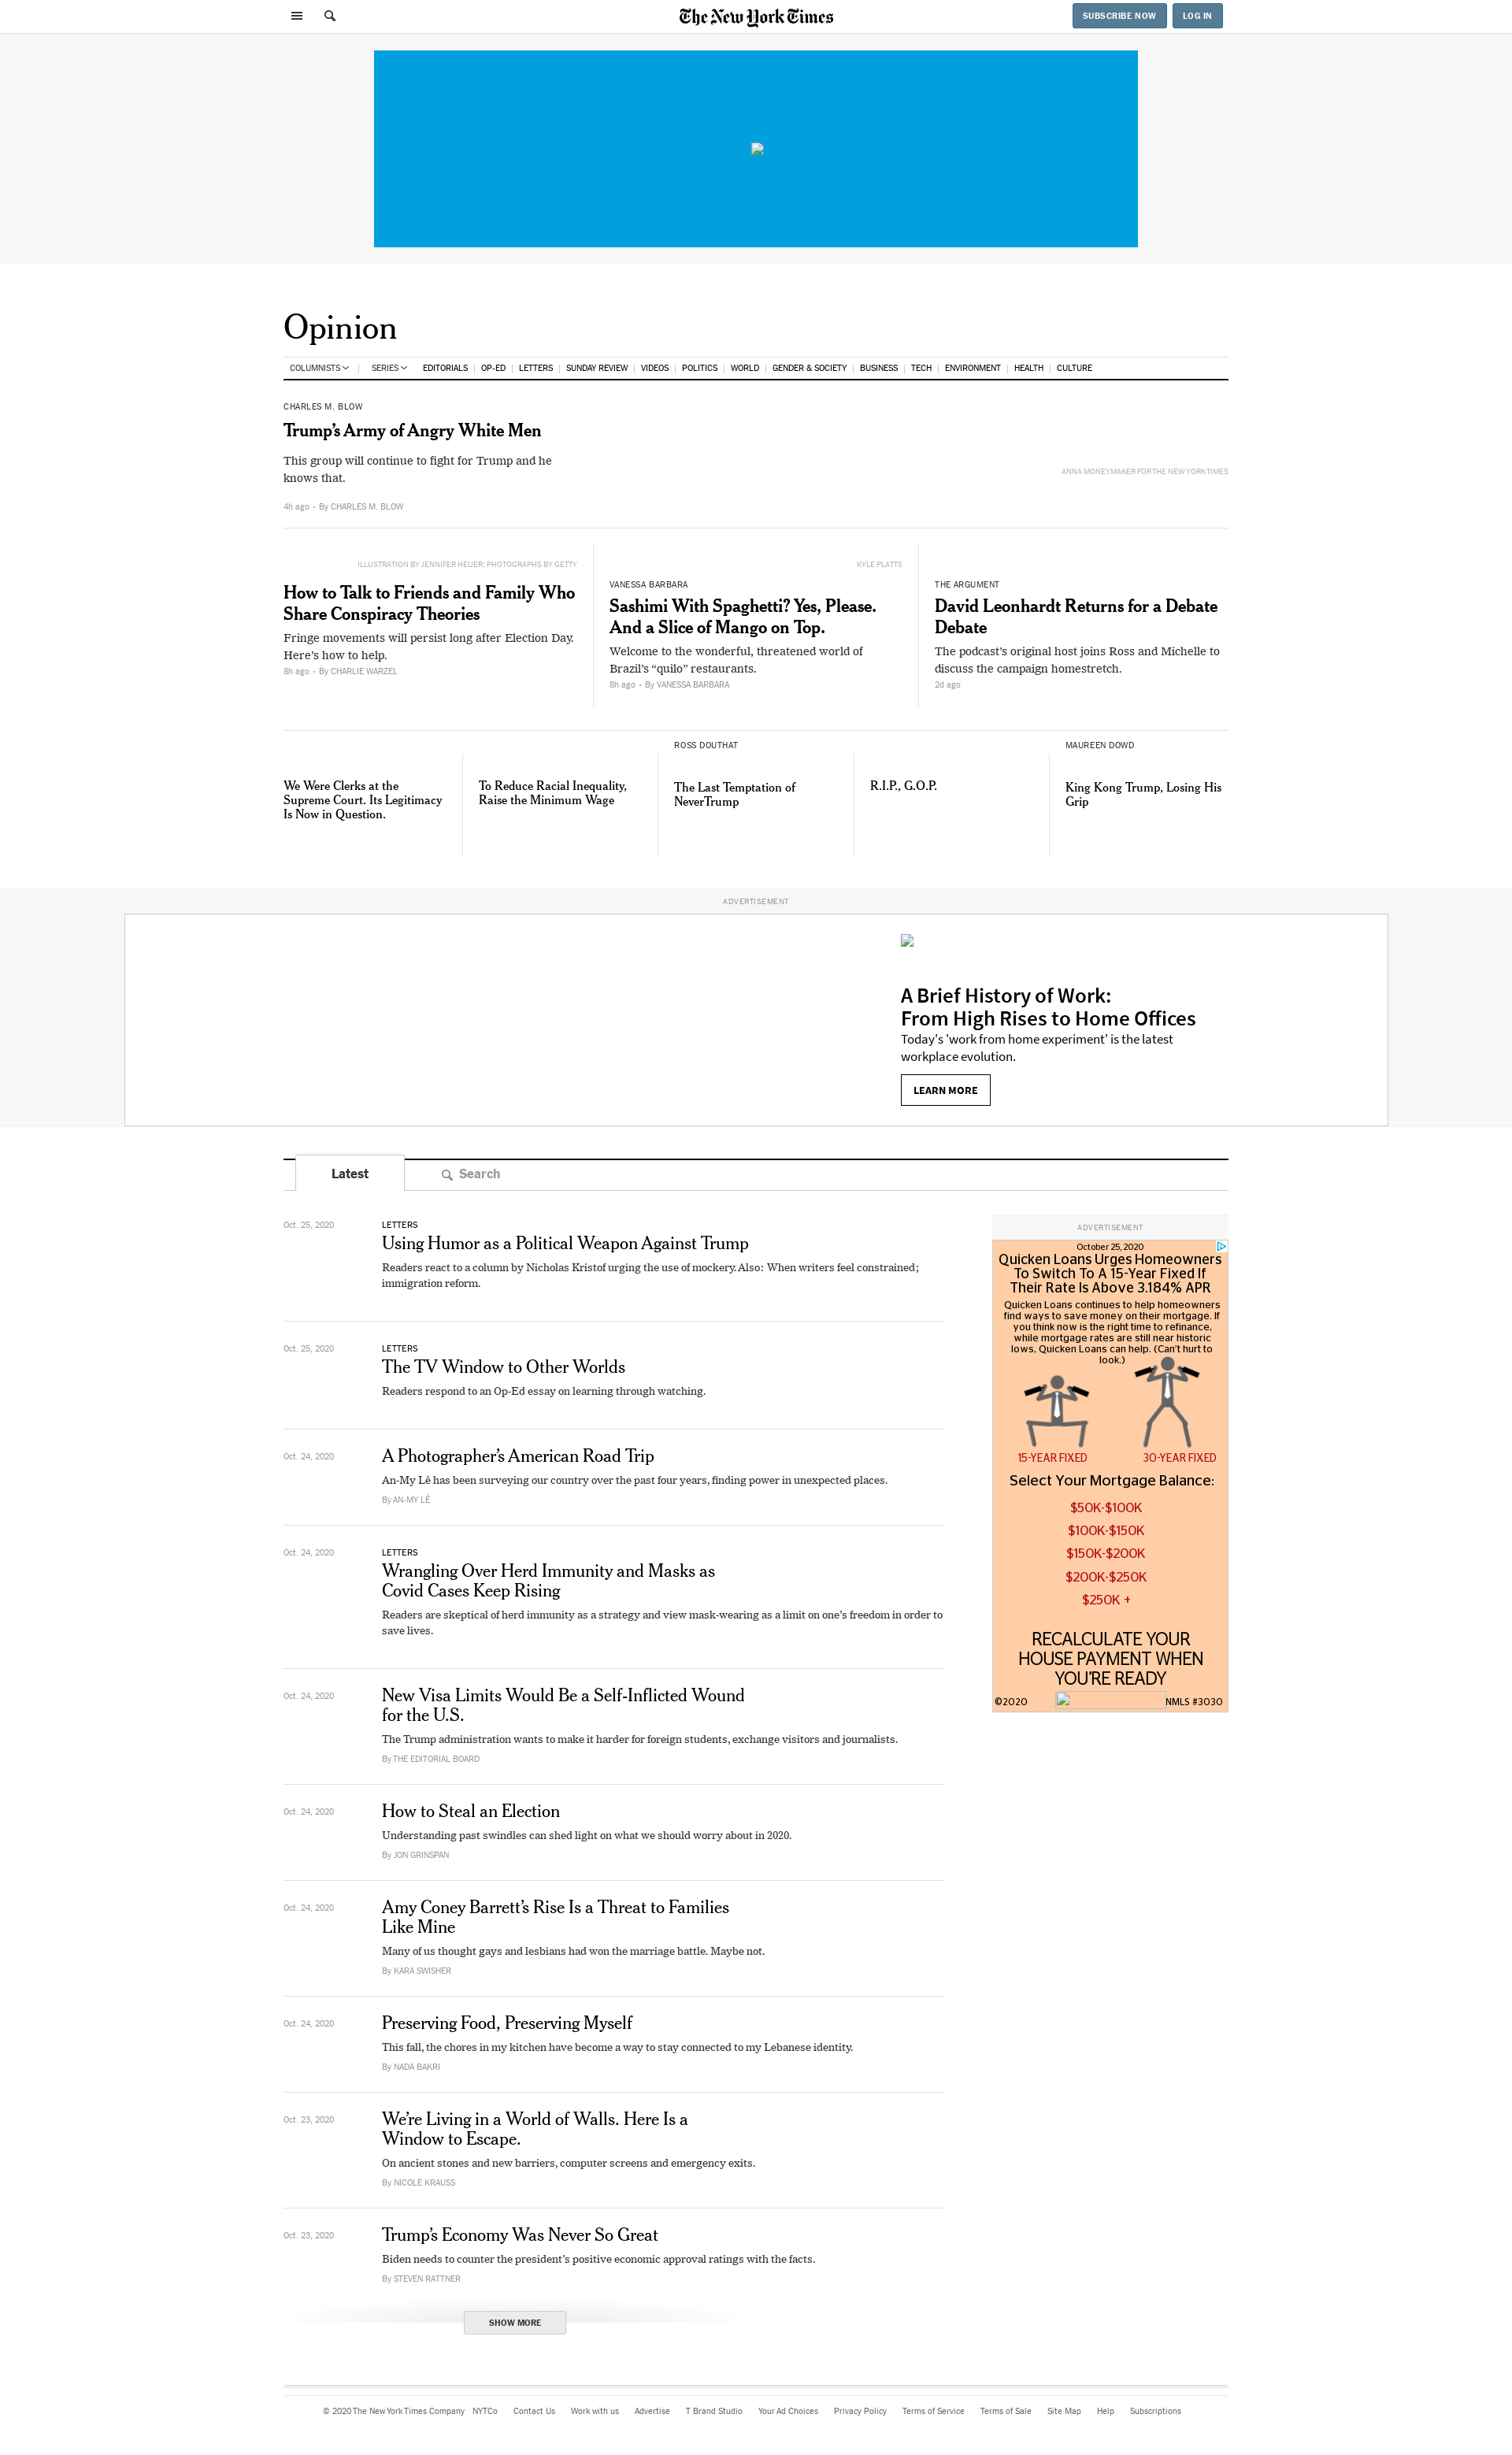 The New York Times
SUBSCRIBE NOW
LOG IN
Opinion
COLUMNISTS
SERIES
EDITORIALS
OP-ED
LETTERS
SUNDAY REVIEW
VIDEOS
POLITICS
WORLD
GENDER & SOCIETY
BUSINESS
TECH
ENVIRONMENT
HEALTH
CULTURE
CHARLES M. BLOW
Trump’s Army of Angry White Men
This group will continue to fight for Trump and he
knows that.
4h ago • By CHARLES M. BLOW
ANNA MONEYMAKER FOR THE NEW YORK TIMES
ILLUSTRATION BY JENNIFER HEUER; PHOTOGRAPHS BY GETTY
How to Talk to Friends and Family Who
Share Conspiracy Theories
Fringe movements will persist long after Election Day.
Here’s how to help.
8h ago • By CHARLIE WARZEL
KYLE PLATTS
VANESSA BARBARA
Sashimi With Spaghetti? Yes, Please.
And a Slice of Mango on Top.
Welcome to the wonderful, threatened world of
Brazil’s “quilo” restaurants.
8h ago • By VANESSA BARBARA
THE ARGUMENT
David Leonhardt Returns for a Debate
Debate
The podcast’s original host joins Ross and Michelle to
discuss the campaign homestretch.
2d ago
We Were Clerks at the
Supreme Court. Its Legitimacy
Is Now in Question.
To Reduce Racial Inequality,
Raise the Minimum Wage
ROSS DOUTHAT
The Last Temptation of
NeverTrump
R.I.P., G.O.P.
MAUREEN DOWD
King Kong Trump, Losing His
Grip
ADVERTISEMENT
A Brief History of Work:
From High Rises to Home Offices
Today's 'work from home experiment' is the latest
workplace evolution.
LEARN MORE
Latest
Search
Oct. 25, 2020
LETTERS
Using Humor as a Political Weapon Against Trump
Readers react to a column by Nicholas Kristof urging the use of mockery. Also: When writers feel constrained;
immigration reform.
Oct. 25, 2020
LETTERS
The TV Window to Other Worlds
Readers respond to an Op-Ed essay on learning through watching.
Oct. 24, 2020
A Photographer’s American Road Trip
An-My Lê has been surveying our country over the past four years, finding power in unexpected places.
By AN-MY LÊ
Oct. 24, 2020
LETTERS
Wrangling Over Herd Immunity and Masks as
Covid Cases Keep Rising
Readers are skeptical of herd immunity as a strategy and view mask-wearing as a limit on one’s freedom in order to
save lives.
Oct. 24, 2020
New Visa Limits Would Be a Self-Inflicted Wound
for the U.S.
The Trump administration wants to make it harder for foreign students, exchange visitors and journalists.
By THE EDITORIAL BOARD
Oct. 24, 2020
How to Steal an Election
Understanding past swindles can shed light on what we should worry about in 2020.
By JON GRINSPAN
Oct. 24, 2020
Amy Coney Barrett’s Rise Is a Threat to Families
Like Mine
Many of us thought gays and lesbians had won the marriage battle. Maybe not.
By KARA SWISHER
Oct. 24, 2020
Preserving Food, Preserving Myself
This fall, the chores in my kitchen have become a way to stay connected to my Lebanese identity.
By NADA BAKRI
Oct. 23, 2020
We’re Living in a World of Walls. Here Is a
Window to Escape.
On ancient stones and new barriers, computer screens and emergency exits.
By NICOLE KRAUSS
Oct. 23, 2020
Trump’s Economy Was Never So Great
Biden needs to counter the president’s positive economic approval ratings with the facts.
By STEVEN RATTNER
SHOW MORE
ADVERTISEMENT
October 25, 2020
Quicken Loans Urges Homeowners
To Switch To A 15-Year Fixed If
Their Rate Is Above 3.184% APR
Quicken Loans continues to help homeowners
find ways to save money on their mortgage. If
you think now is the right time to refinance,
while mortgage rates are still near historic
lows, Quicken Loans can help. (Can't hurt to
look.)
15-YEAR FIXED
30-YEAR FIXED
Select Your Mortgage Balance:
$50K-$100K
$100K-$150K
$150K-$200K
$200K-$250K
$250K +
RECALCULATE YOUR
HOUSE PAYMENT WHEN
YOU'RE READY
©2020
NMLS #3030
© 2020 The New York Times Company
NYTCo
Contact Us
Work with us
Advertise
T Brand Studio
Your Ad Choices
Privacy Policy
Terms of Service
Terms of Sale
Site Map
Help
Subscriptions